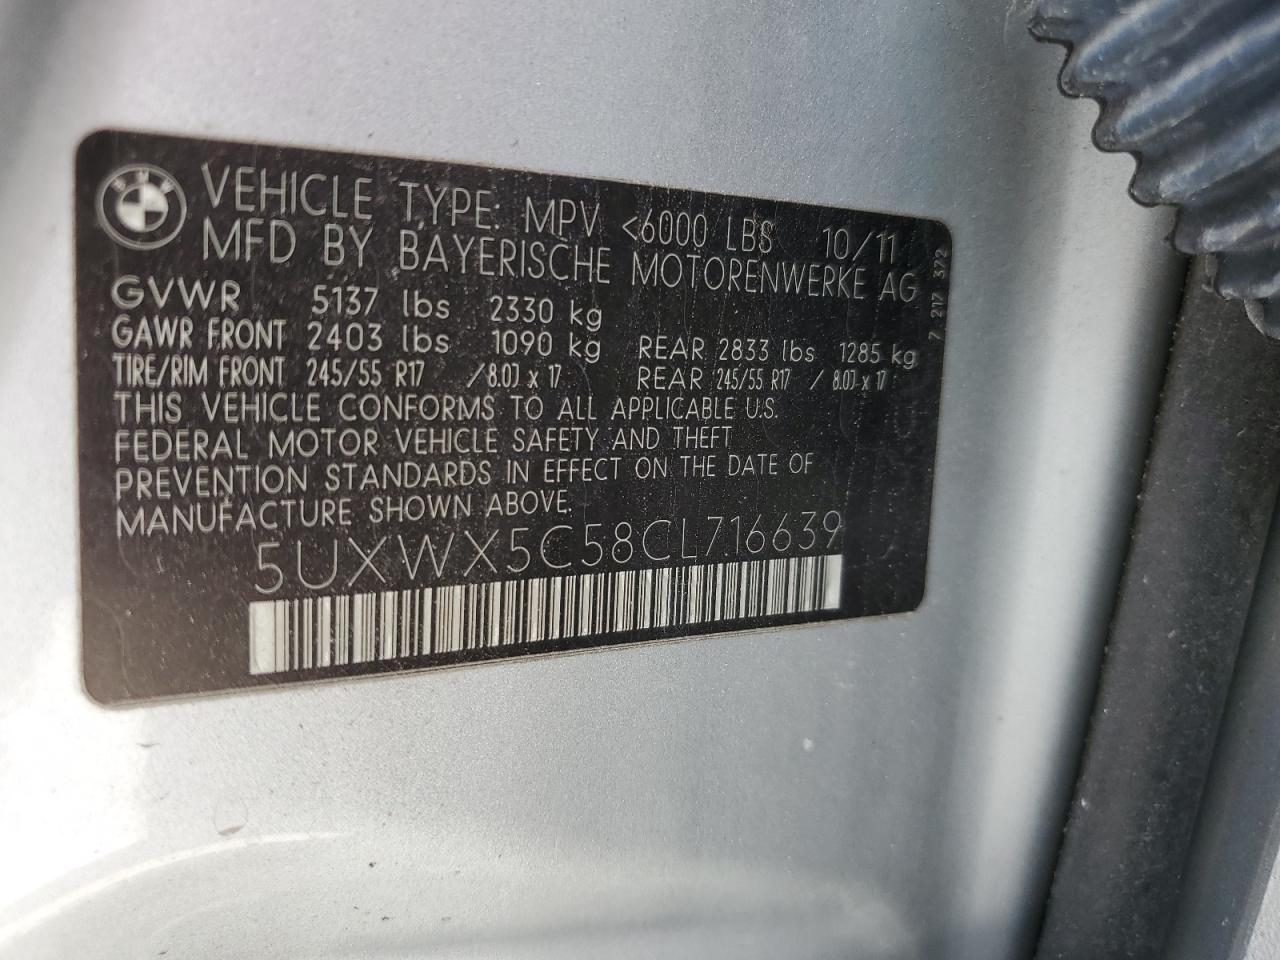 BMW
VEHICLE TYPE: MPV <6000 LBS 10/11
MFD BY BAYERISCHE MOTORENWERKE AG
GVWR 5137 lbs 2330 kg
GAWR FRONT 2403 lbs 1090 kg REAR 2833 lbs 1285 kg
TIRE/RIM FRONT 245/55 R17 /8.0J x 17 REAR 245/55 R17 / 8.0J x 17
THIS VEHICLE CONFORMS TO ALL APPLICABLE U.S.
FEDERAL MOTOR VEHICLE SAFETY AND THEFT
PREVENTION STANDARDS IN EFFECT ON THE DATE OF
MANUFACTURE SHOWN ABOVE.
5UXWX5C58CL716639
7 217 372